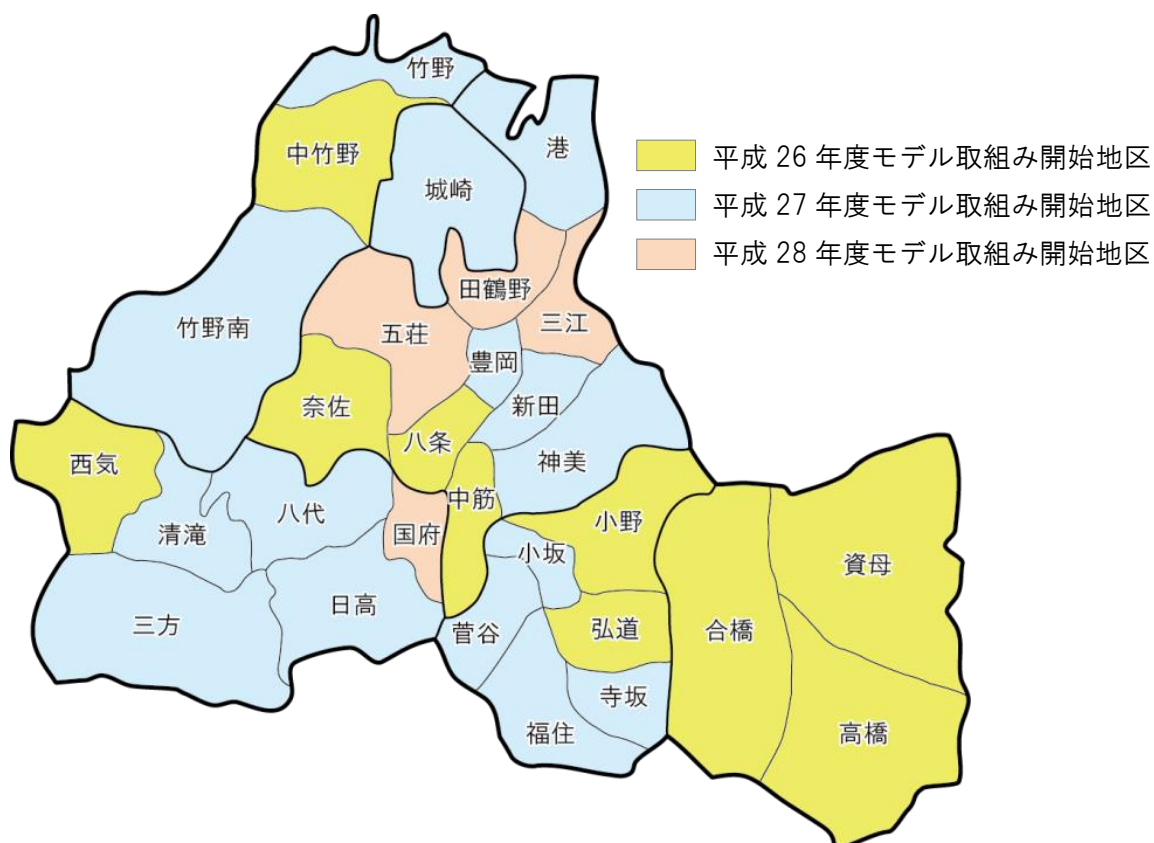 竹野
中竹野
港
城崎
平成 26 年度モデル取組み開始地区
平成 27 年度モデル取組み開始地区
平成 28 年度モデル取組み開始地区
田鶴野
三江
竹野南
五荘
豊岡
奈佐
新田
八条
西気
神美
中筋
八代
清滝
国府
小野
小坂
資母
日高
三方
菅谷
弘道
合橋
寺坂
福住
高橋